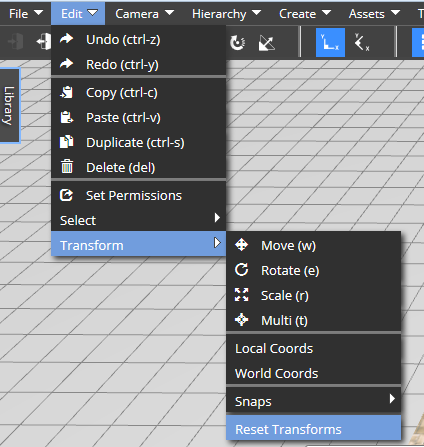 File Edit Camera Hierarchy Create Assets
Undo (ctrl-z)
Redo (ctrl-y)
Library
Copy (ctrl-c)
Paste (ctrl-v)
Duplicate (ctrl-s)
Delete (del)
Set Permissions
Select
Transform
Move (w)
Rotate (e)
Scale (r)
Multi (t)
Local Coords
World Coords
Snaps
Reset Transforms